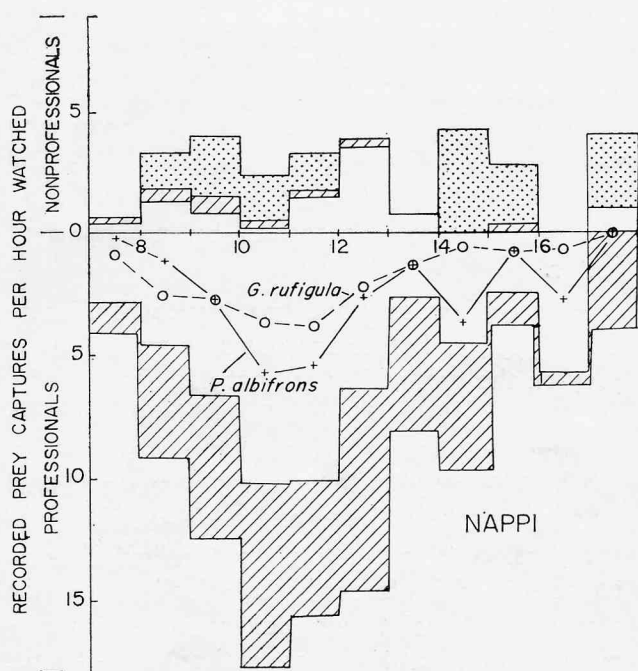 RECORDED PREY CAPTURES PER HOUR WATCHED
NONPROFESSIONALS
PROFESSIONALS
5
0
5
10
15
8
10
12
14
16
G. rufigula
P. albifrons
NAPPI